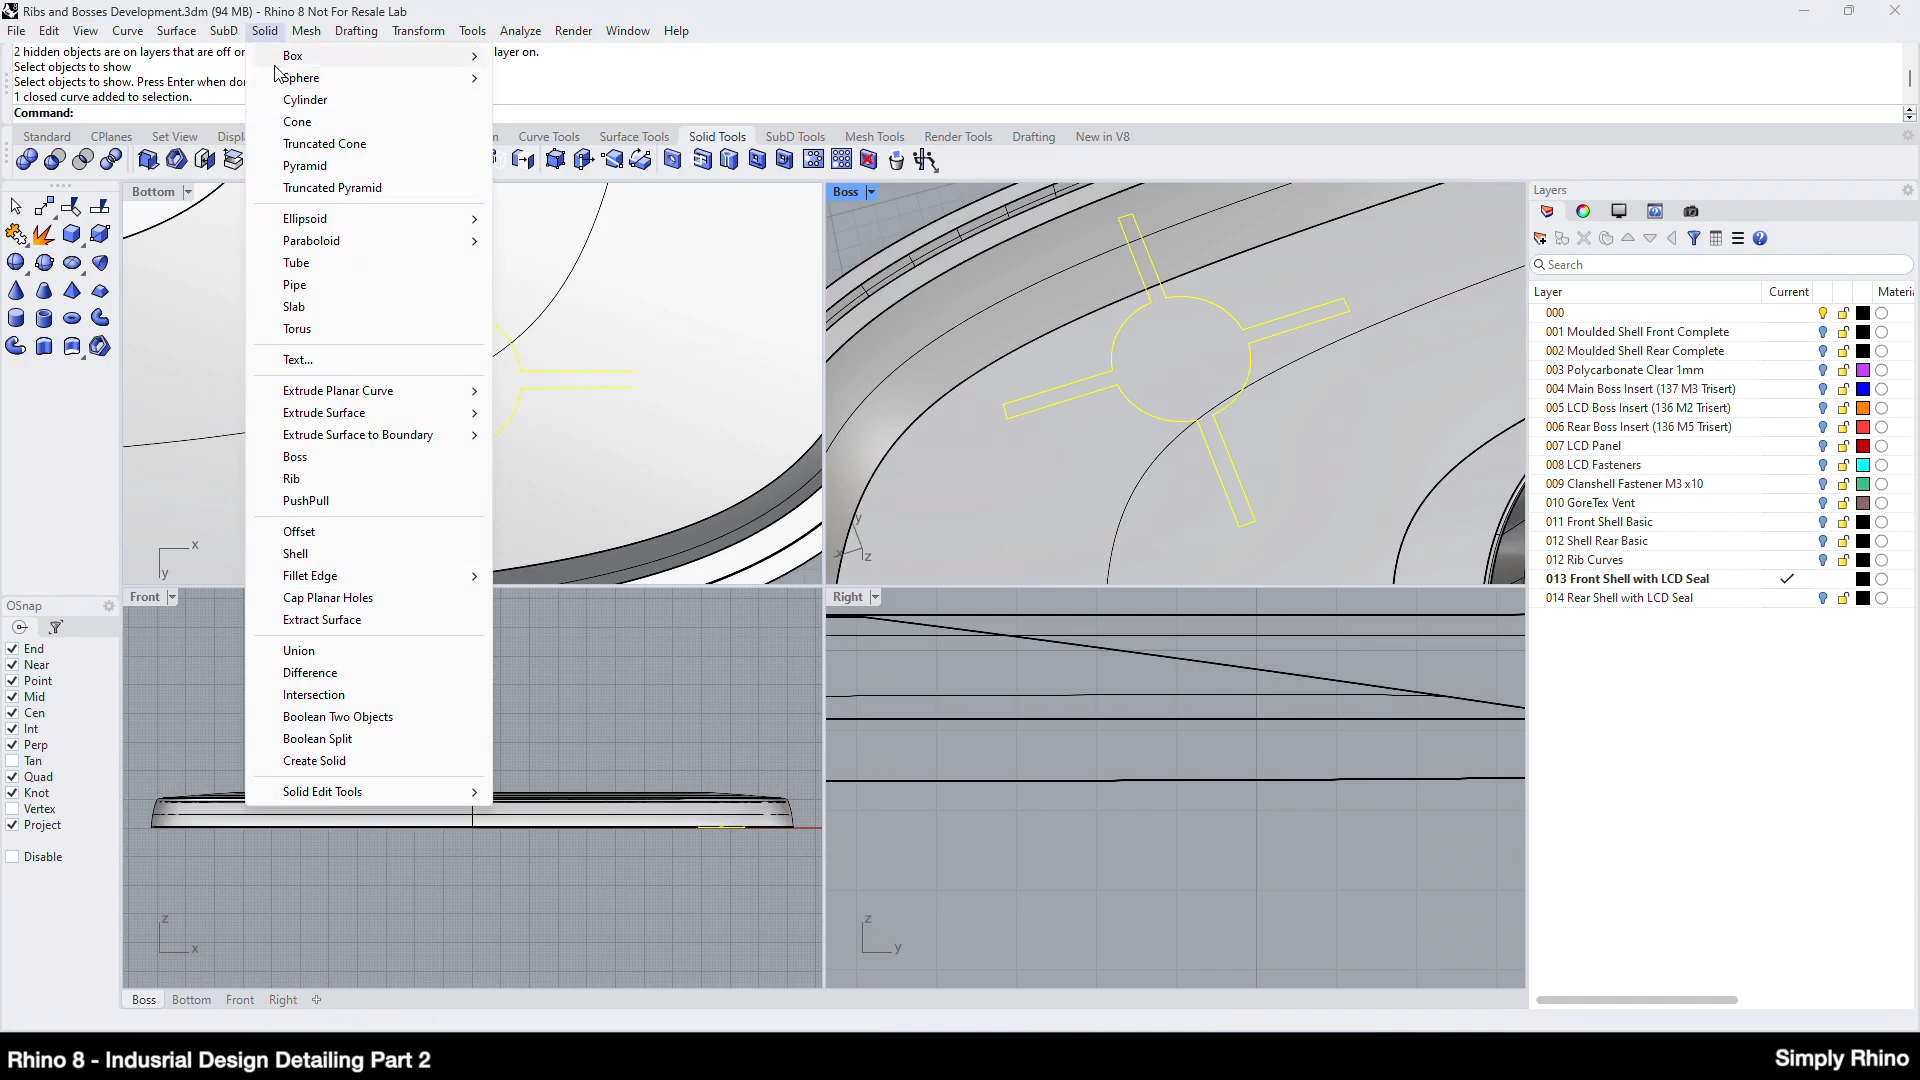 Ribs and Bosses Development.3dm (94 MB) - Rhino 8 Not For Resale Lab
File Edit View Curve Surface SubD Solid Mesh Drafting Transform Tools Analyze Render Window Help
2 hidden objects are on layers that are off or layer on.
Select objects to show
Select objects to show. Press Enter when do
1 closed curve added to selection.
Command:
Standard CPlanes Set View Displ m Curve Tools Surface Tools Solid Tools SubD Tools Mesh Tools Render Tools Drafting New in V8
Box
Sphere
Cylinder
Cone
Truncated Cone
Pyramid
Truncated Pyramid
Ellipsoid
Paraboloid
Tube
Pipe
Slab
Torus
Text...
Extrude Planar Curve
Extrude Surface
Extrude Surface to Boundary
Boss
Rib
PushPull
Offset
Shell
Fillet Edge
Cap Planar Holes
Extract Surface
Union
Difference
Intersection
Boolean Two Objects
Boolean Split
Create Solid
Solid Edit Tools
Bottom
x
y
Boss
y
x
z
Front
z
x
Right
z
y
OSnap
End
Near
Point
Mid
Cen
Int
Perp
Tan
Quad
Knot
Vertex
Project
Disable
Boss Bottom Front Right
Layers
Search
Layer Current Materi
000
001 Moulded Shell Front Complete
002 Moulded Shell Rear Complete
003 Polycarbonate Clear 1mm
004 Main Boss Insert (137 M3 Trisert)
005 LCD Boss Insert (136 M2 Trisert)
006 Rear Boss Insert (136 M5 Trisert)
007 LCD Panel
008 LCD Fasteners
009 Clanshell Fastener M3 x10
010 GoreTex Vent
011 Front Shell Basic
012 Shell Rear Basic
012 Rib Curves
013 Front Shell with LCD Seal
014 Rear Shell with LCD Seal
Rhino 8 - Indusrial Design Detailing Part 2
Simply Rhino